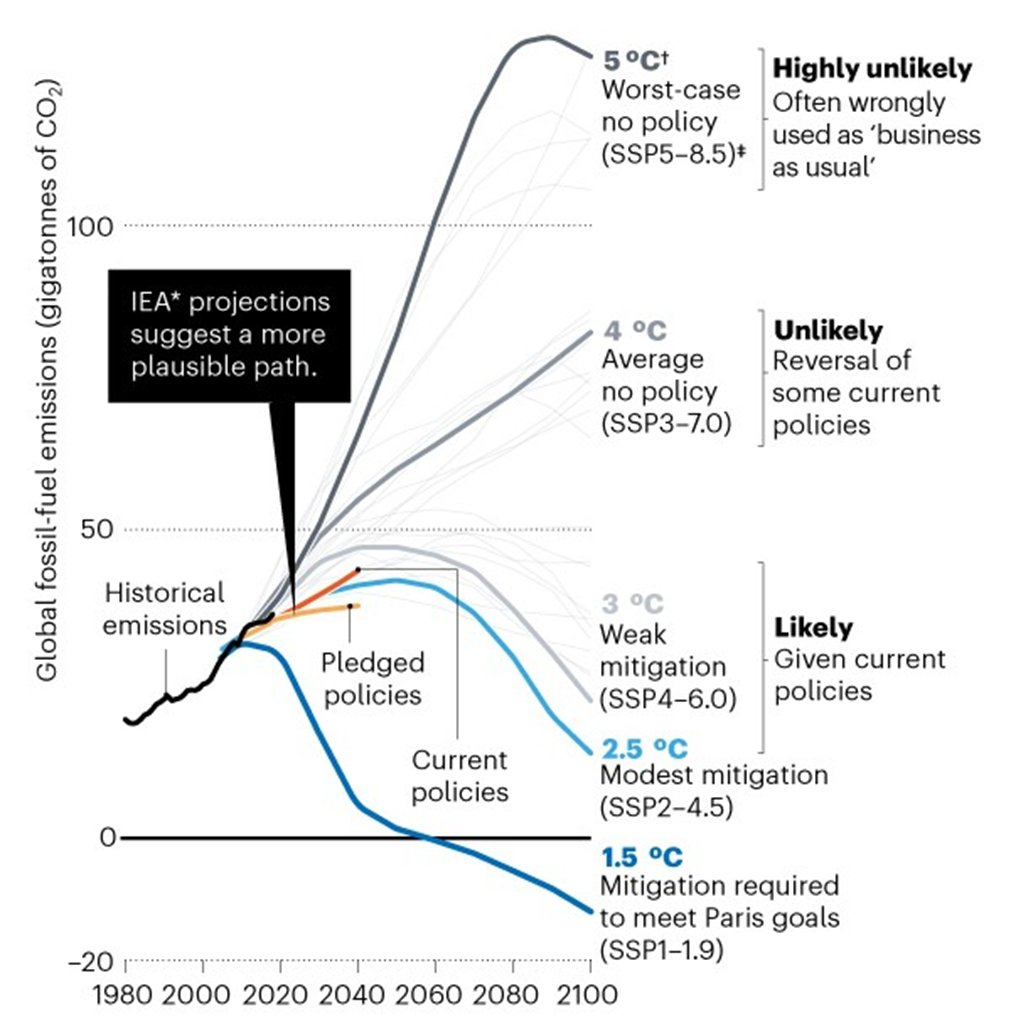 Global fossil-fuel emissions (gigatonnes of CO₂)
5 ºC†
Worst-case
no policy
(SSP5–8.5)‡
Highly unlikely
Often wrongly
used as ‘business
as usual’
100
IEA* projections
suggest a more
plausible path.
4 ºC
Average
no policy
(SSP3–7.0)
Unlikely
Reversal of
some current
policies
50
Historical
emissions
Pledged
policies
Current
policies
3 ºC
Weak
mitigation
(SSP4–6.0)
Likely
Given current
policies
2.5 ºC
Modest mitigation
(SSP2–4.5)
0
1.5 ºC
Mitigation required
to meet Paris goals
(SSP1–1.9)
–20
1980 2000 2020 2040 2060 2080 2100